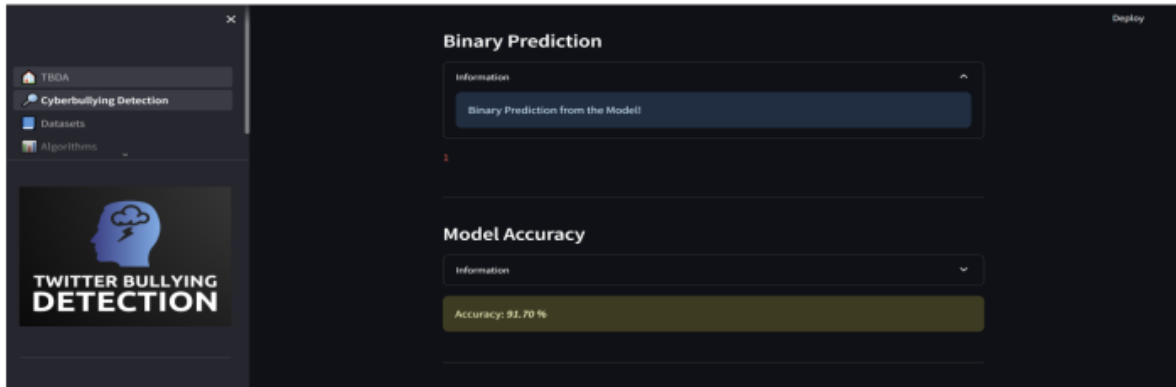 TBDA
Cyberbullying Detection
Datasets
Algorithms
TWITTER BULLYING
DETECTION
Deploy
Binary Prediction
Information
Binary Prediction from the Model!
1
Model Accuracy
Information
Accuracy: 91.70 %